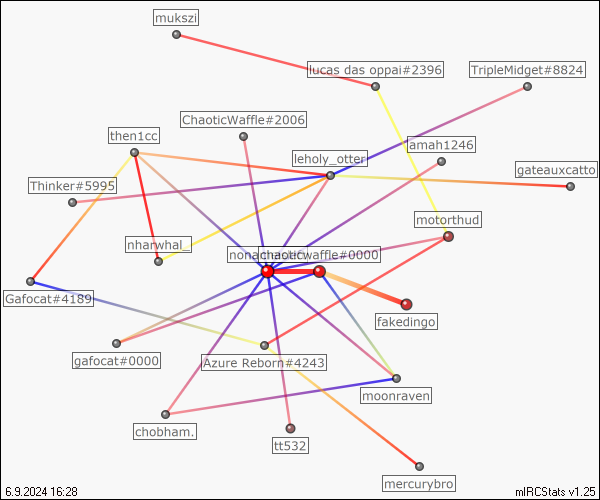 mukszi
lucas das oppai#2396
TripleMidget#8824
ChaoticWaffle#2006
then1cc
amah1246
leholy_otter
gateauxcatto
Thinker#5995
motorthud
nharwhal_
chaoticwaffle#0000
Gafocat#4189
fakedingo
gafocat#0000
Azure Reborn#4243
moonraven
chobham.
tt532
mercurybro
6.9.2024 16:28
mIRCStats v1.25